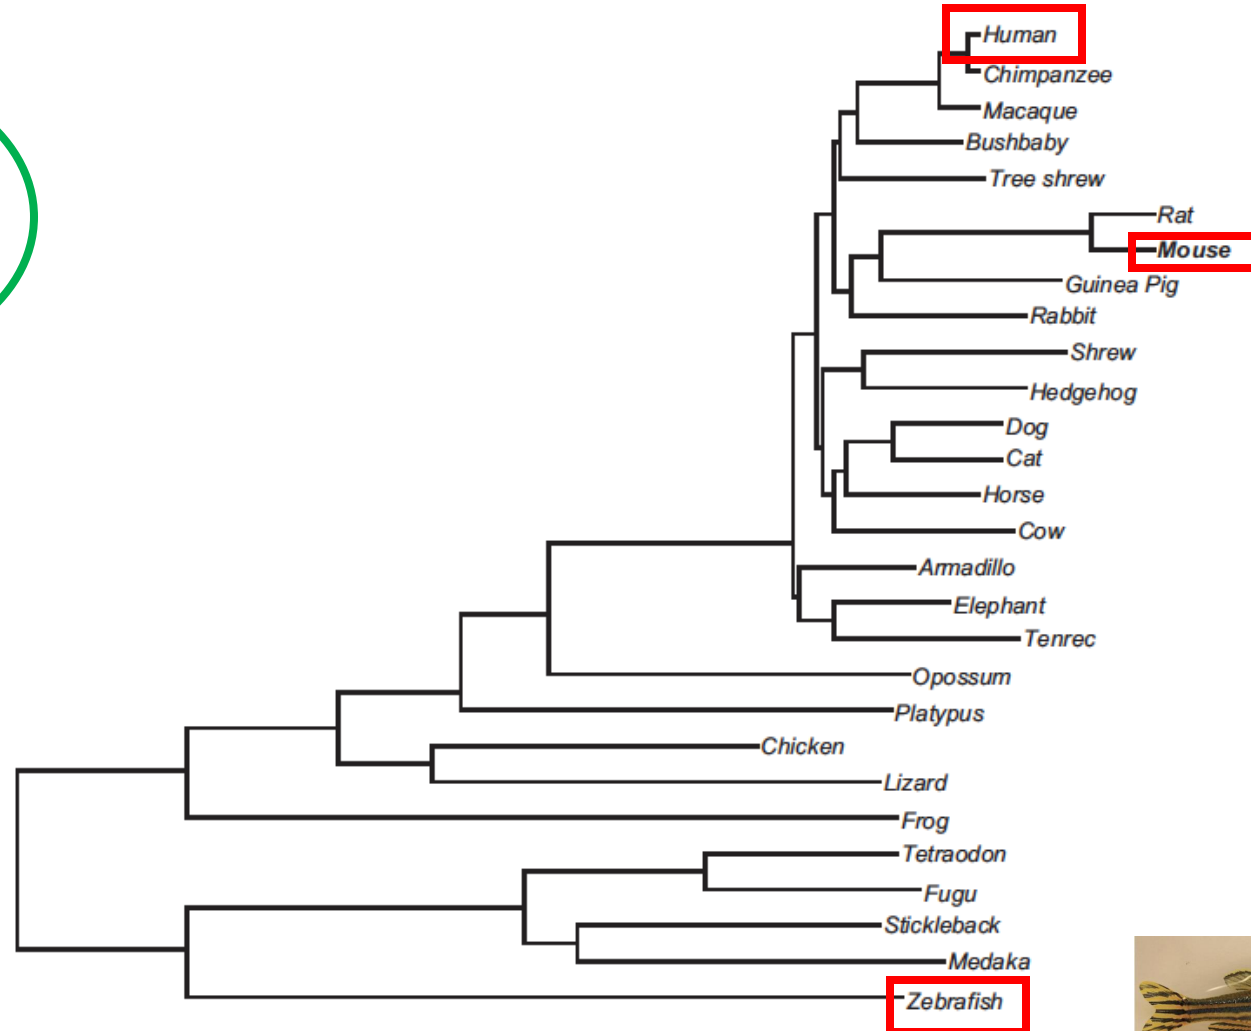 Human
Chimpanzee
Macaque
Bushbaby
Tree shrew
Rat
Mouse
Guinea Pig
Rabbit
Shrew
Hedgehog
Dog
Cat
Horse
Cow
Armadillo
Elephant
Tenrec
Opossum
Platypus
Chicken
Lizard
Frog
Tetraodon
Fugu
Stickleback
Medaka
Zebrafish